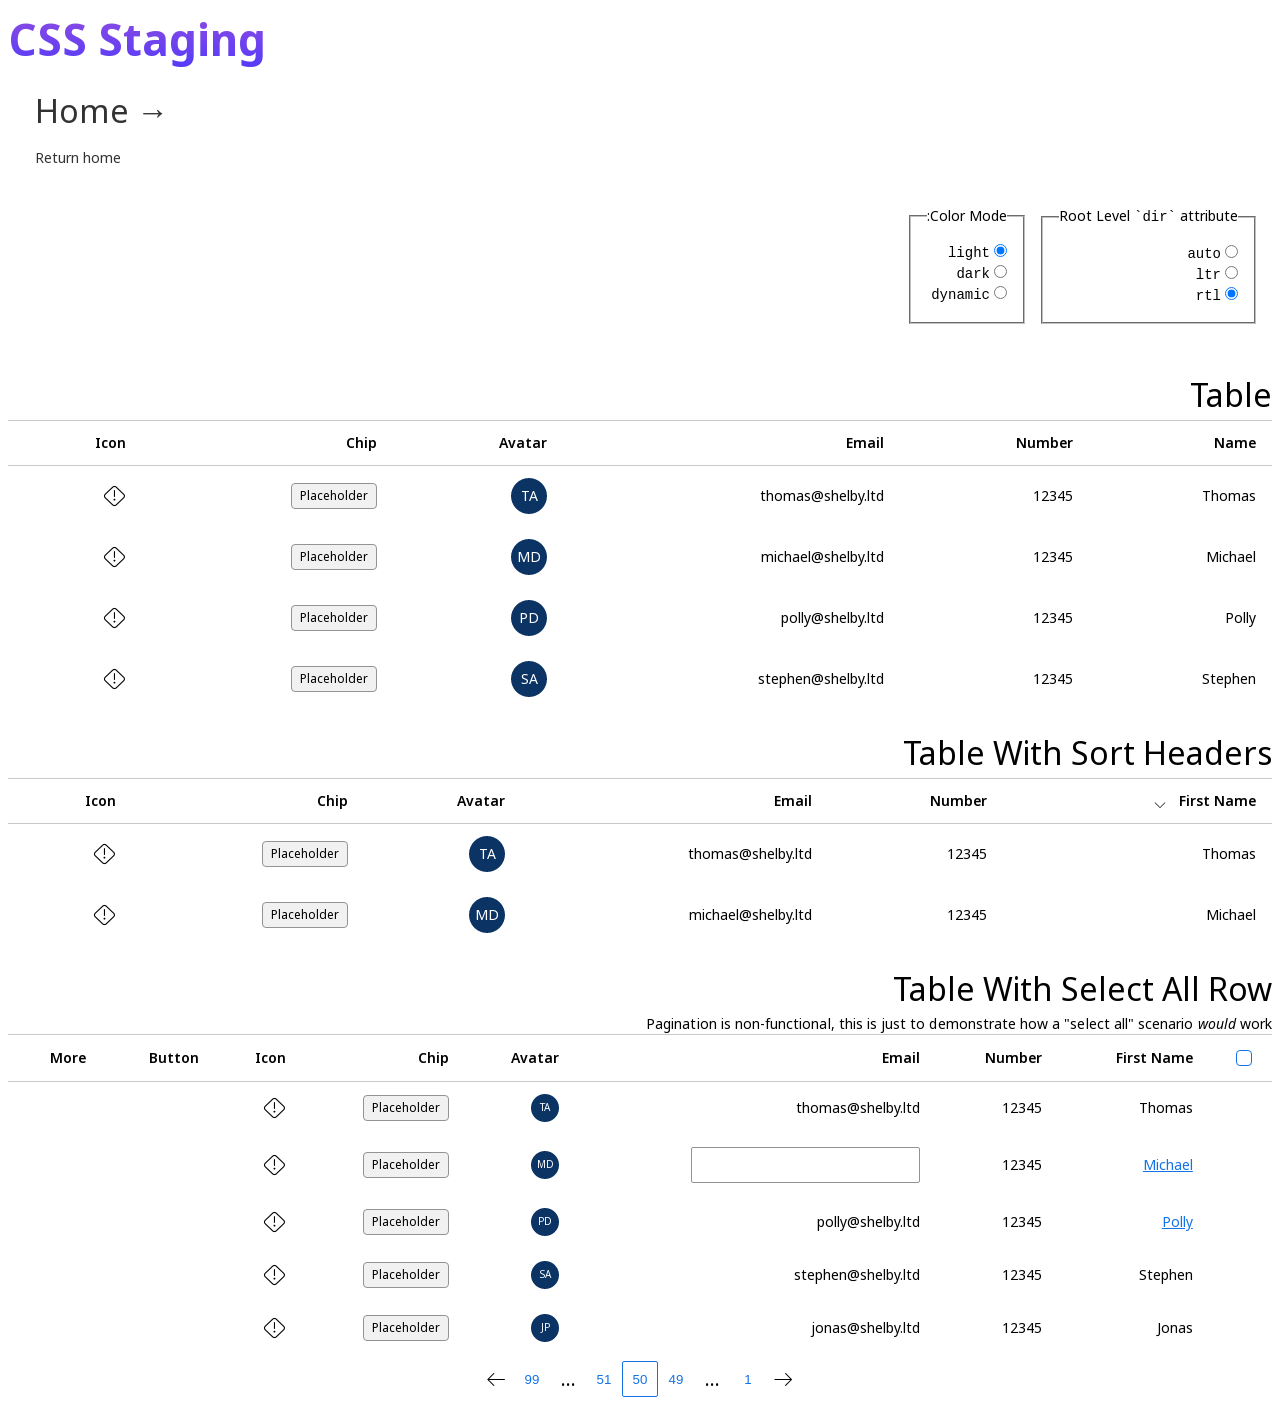 CSS Staging
Home →
Return home
Root Level `dir` attribute
auto
ltr
rtl
:Color Mode
light
dark
dynamic
Table
Name Number Email Avatar Chip Icon
Thomas 12345 thomas@shelby.ltd TA Placeholder
Michael 12345 michael@shelby.ltd MD Placeholder
Polly 12345 polly@shelby.ltd PD Placeholder
Stephen 12345 stephen@shelby.ltd SA Placeholder
Table With Sort Headers
First Name Number Email Avatar Chip Icon
Thomas 12345 thomas@shelby.ltd TA Placeholder
Michael 12345 michael@shelby.ltd MD Placeholder
Table With Select All Row
Pagination is non-functional, this is just to demonstrate how a "select all" scenario would work
First Name Number Email Avatar Chip Icon Button More
Thomas 12345 thomas@shelby.ltd TA Placeholder
Michael 12345 MD Placeholder
Polly 12345 polly@shelby.ltd PD Placeholder
Stephen 12345 stephen@shelby.ltd SA Placeholder
Jonas 12345 jonas@shelby.ltd JP Placeholder
→ 1 ... 49 50 51 ... 99 ←